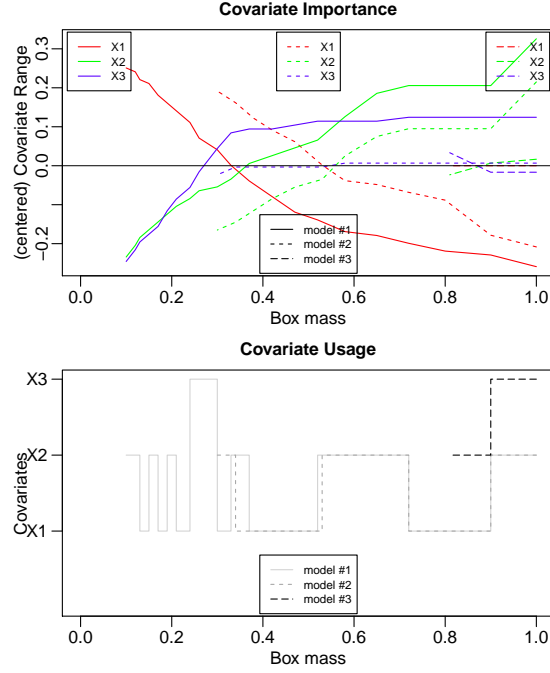 Covariate Importance
(centered) Covariate Range
0.3
0.2
0.1
0.0
−0.2
X1
X2
X3
X1
X2
X3
X1
X2
X3
model #1
model #2
model #3
0.0 0.2 0.4 0.6 0.8 1.0
Box mass
Covariate Usage
Covariates
X3
X2
X1
model #1
model #2
model #3
0.0 0.2 0.4 0.6 0.8 1.0
Box mass